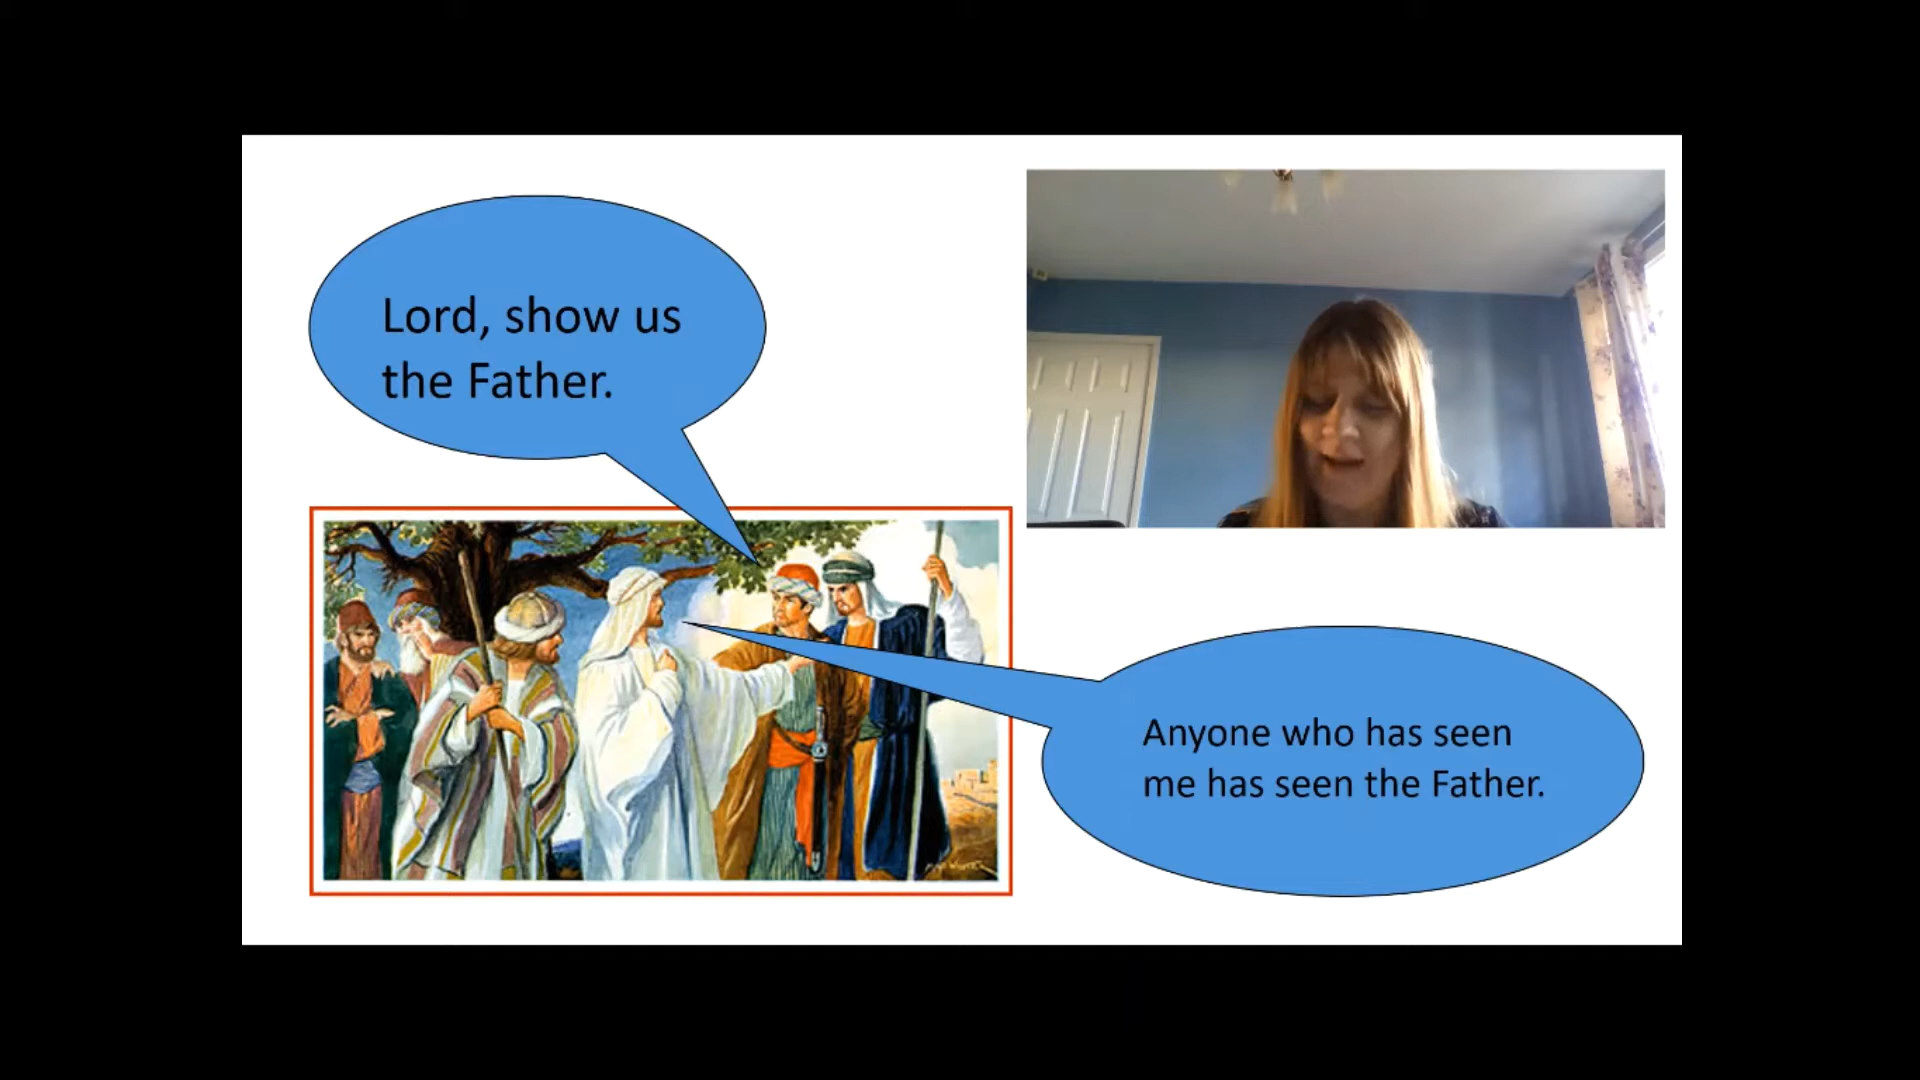 Lord, show us
the Father.
Anyone who has seen
me has seen the Father.